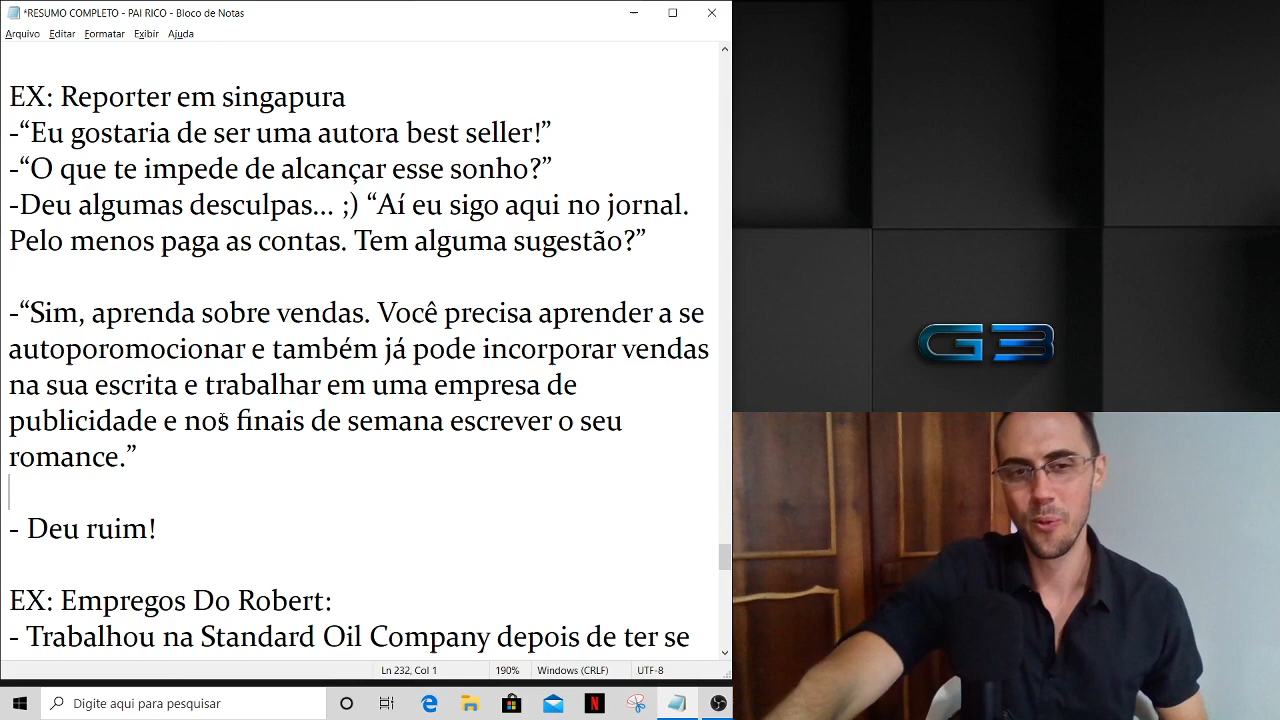 *RESUMO COMPLETO - PAI RICO - Bloco de Notas
Arquivo Editar Formatar Exibir Ajuda
EX: Reporter em singapura
-“Eu gostaria de ser uma autora best seller!”
-“O que te impede de alcançar esse sonho?”
-Deu algumas desculpas... ;) “Aí eu sigo aqui no jornal.
Pelo menos paga as contas. Tem alguma sugestão?”
-“Sim, aprenda sobre vendas. Você precisa aprender a se
autoporomocionar e também já pode incorporar vendas
na sua escrita e trabalhar em uma empresa de
publicidade e nos finais de semana escrever o seu
romance.”
- Deu ruim!
EX: Empregos Do Robert:
- Trabalhou na Standard Oil Company depois de ter se
Ln 232, Col 1 190% Windows (CRLF) UTF-8
Digite aqui para pesquisar
N
G3